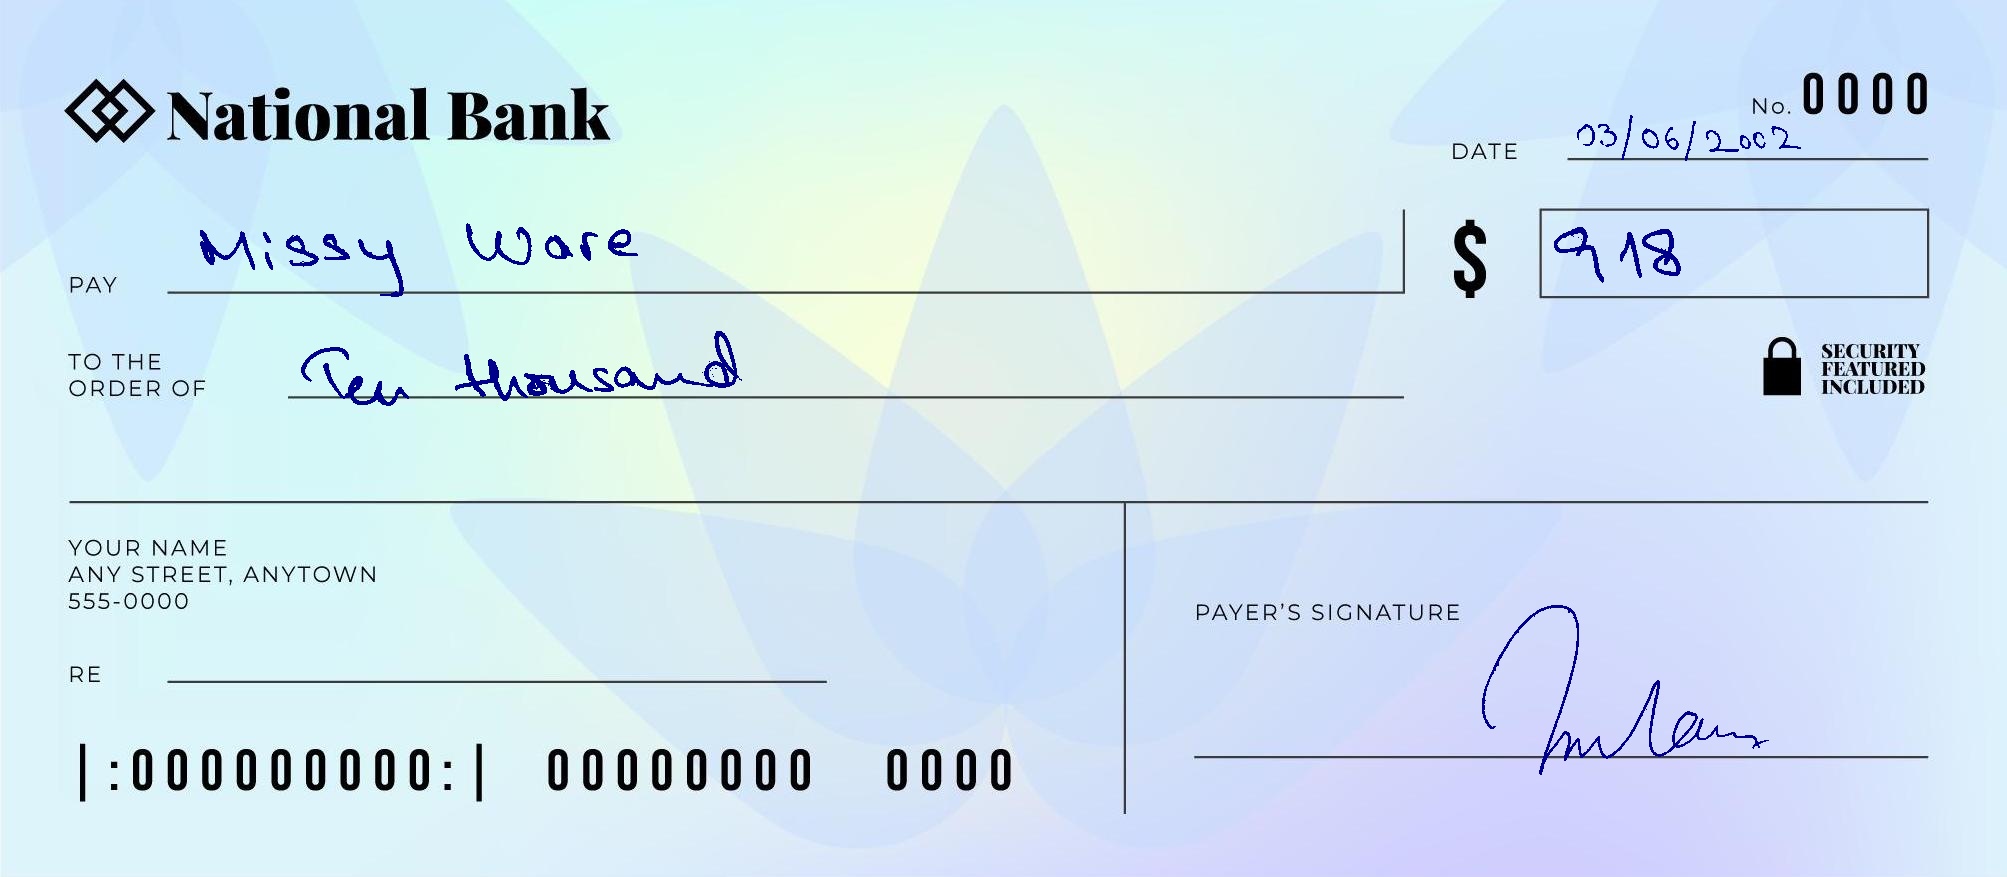 National Bank
No. 0000
DATE 03/06/2002
PAY Missy Ware
$ 918
TO THE
ORDER OF Ten thousand
SECURITY
FEATURED
INCLUDED
YOUR NAME
ANY STREET, ANYTOWN
555-0000
PAYER’S SIGNATURE
RE
|:000000000:| 00000000 0000